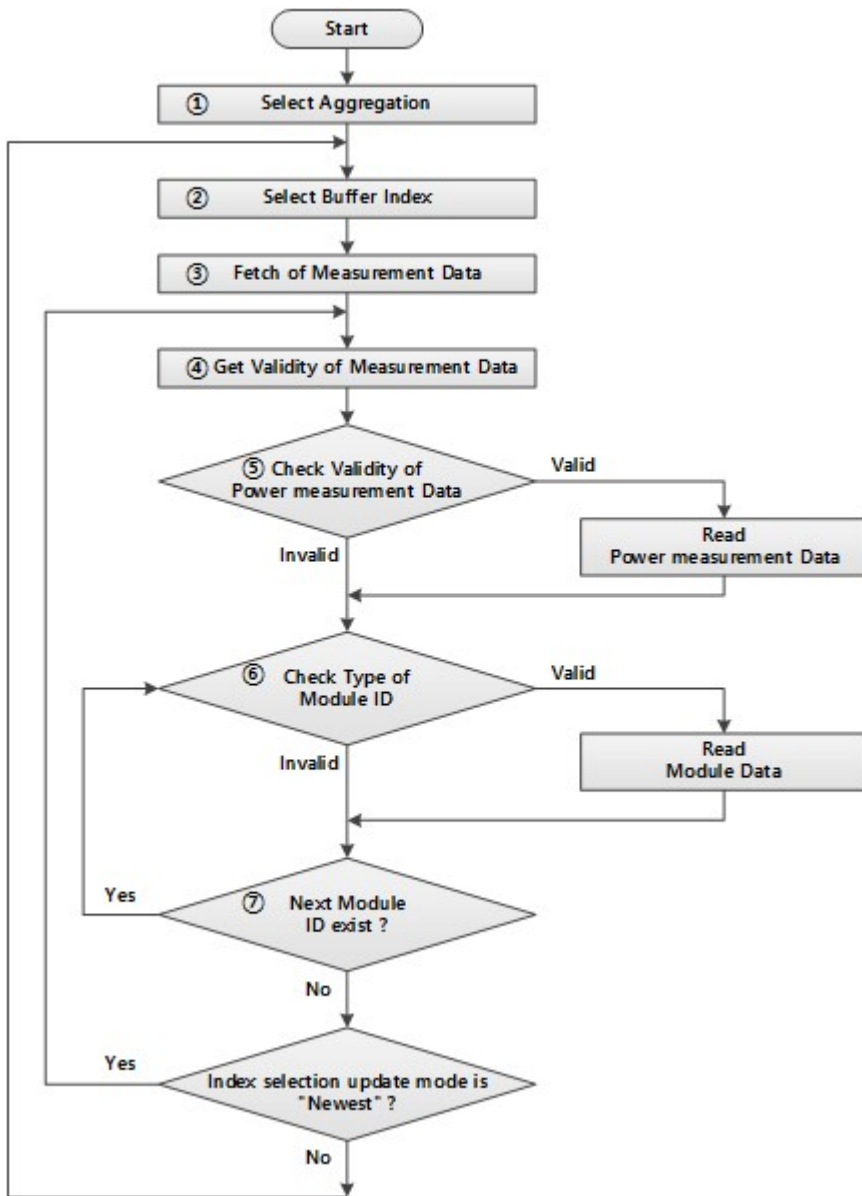 Start
① Select Aggregation
② Select Buffer Index
③ Fetch of Measurement Data
④ Get Validity of Measurement Data
⑤ Check Validity of
Power measurement Data
Valid
Read
Power measurement Data
Invalid
⑥ Check Type of
Module ID
Valid
Read
Module Data
Invalid
⑦ Next Module
ID exist ?
Yes
No
Index selection update mode is
"Newest" ?
Yes
No